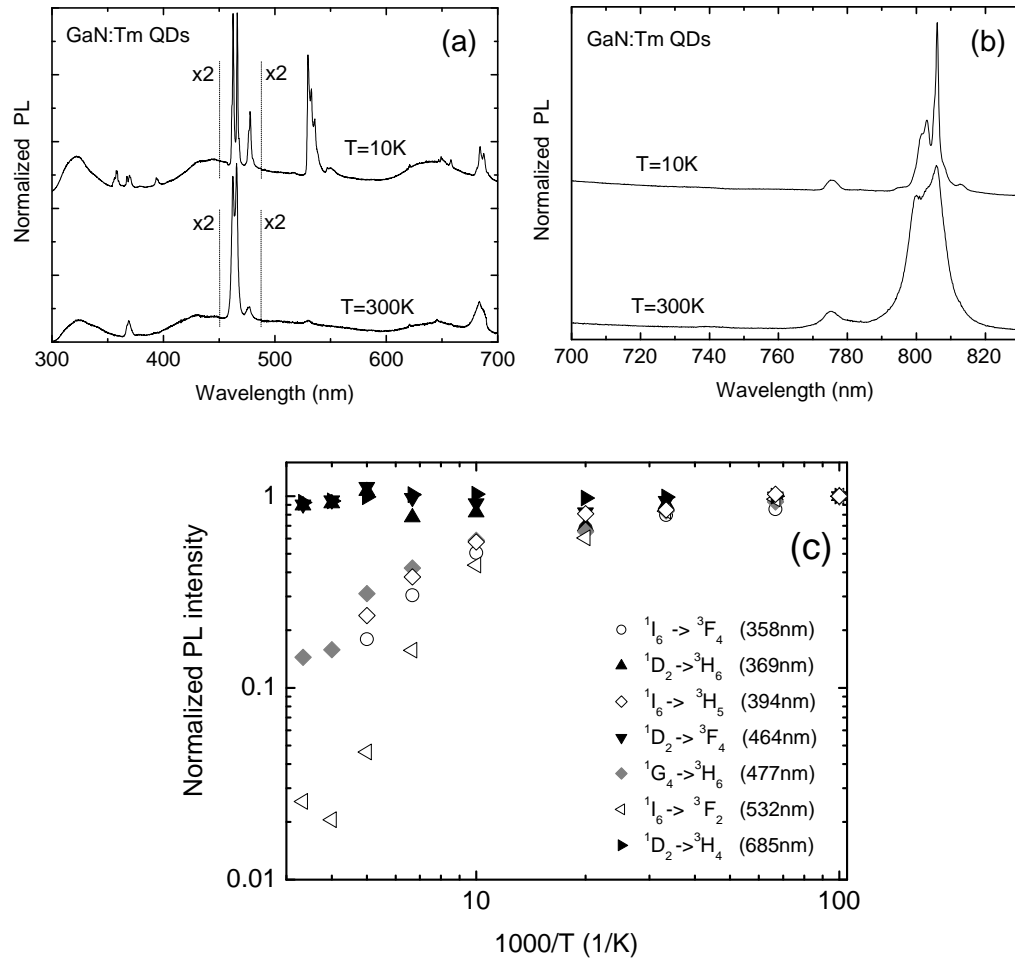 GaN:Tm QDs
(a)
x2
x2
T=10K
x2
x2
T=300K
Normalized PL
300 400 500 600 700
Wavelength (nm)
GaN:Tm QDs
(b)
T=10K
T=300K
Normalized PL
700 720 740 760 780 800 820
Wavelength (nm)
1
0.1
0.01
Normalized PL intensity
(c)
¹I₆ -> ³F₄ (358nm)
¹D₂->³H₆ (369nm)
¹I₆ -> ³H₅ (394nm)
¹D₂-> ³F₄ (464nm)
¹G₄->³H₆ (477nm)
¹I₆ -> ³F₂ (532nm)
¹D₂->³H₄ (685nm)
10 100
1000/T (1/K)